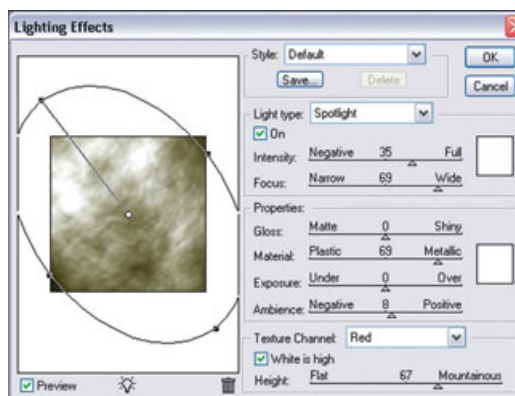 Lighting Effects
Style: Default
Save...
Delete
OK
Cancel
Light type: Spotlight
On
Intensity: Negative 35 Full
Focus: Narrow 69 Wide
Properties:
Gloss: Matte 0 Shiny
Material: Plastic 69 Metallic
Exposure: Under 0 Over
Ambience: Negative 8 Positive
Texture Channel: Red
White is high
Height: Flat 67 Mountainous
Preview